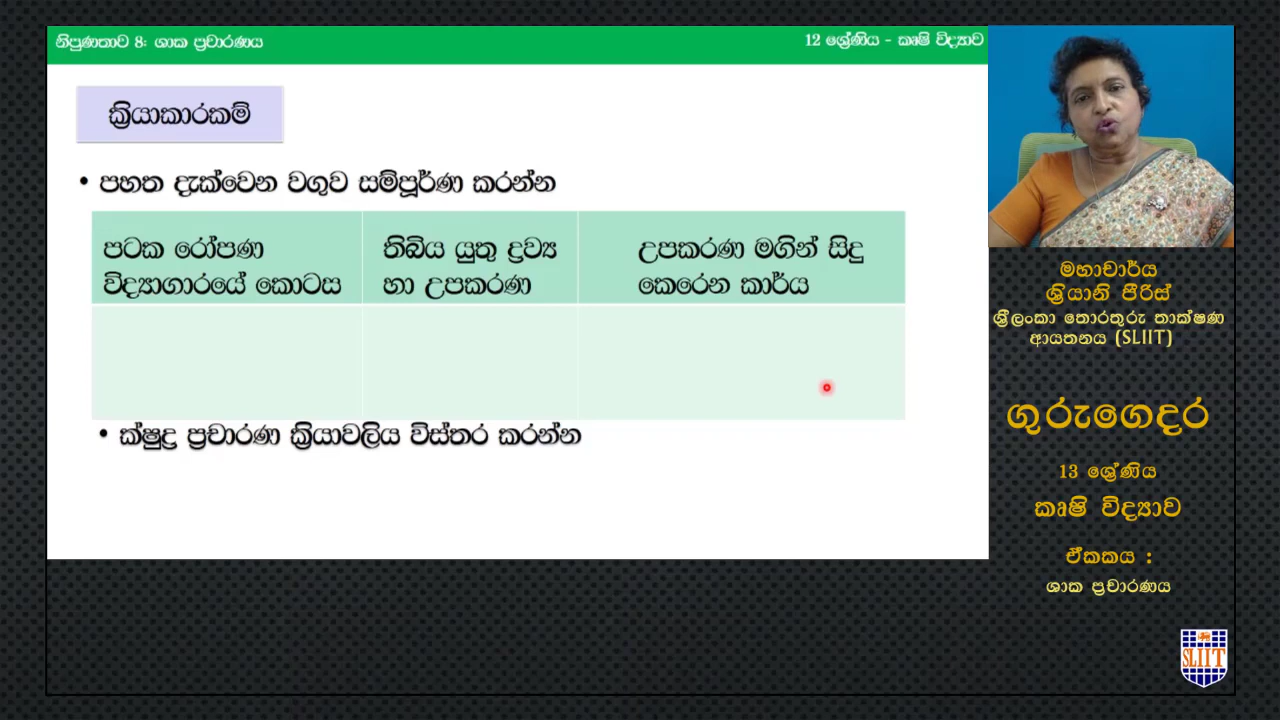 නිපුණතාව 8: ශාක ප්‍රචාරණය
12 ශ්‍රේණිය - කෘෂි විද්‍යාව
ක්‍රියාකාරකම්
• පහත දැක්වෙන වගුව සම්පූර්ණ කරන්න
පටක රෝපණ
විද්‍යාගාරයේ කොටස
තිබිය යුතු ද්‍රව්‍ය
හා උපකරණ
උපකරණ මගින් සිදු
කෙරෙන කාර්ය
• ක්ෂුද්‍ර ප්‍රචාරණ ක්‍රියාවලිය විස්තර කරන්න
මහාචාර්ය
ශ්‍රියානි පීරිස්
ශ්‍රී ලංකා තොරතුරු තාක්ෂණ
ආයතනය (SLIIT)
ගුරුගෙදර
13 ශ්‍රේණිය
කෘෂි විද්‍යාව
ඒකකය :
ශාක ප්‍රචාරණය
SLIIT